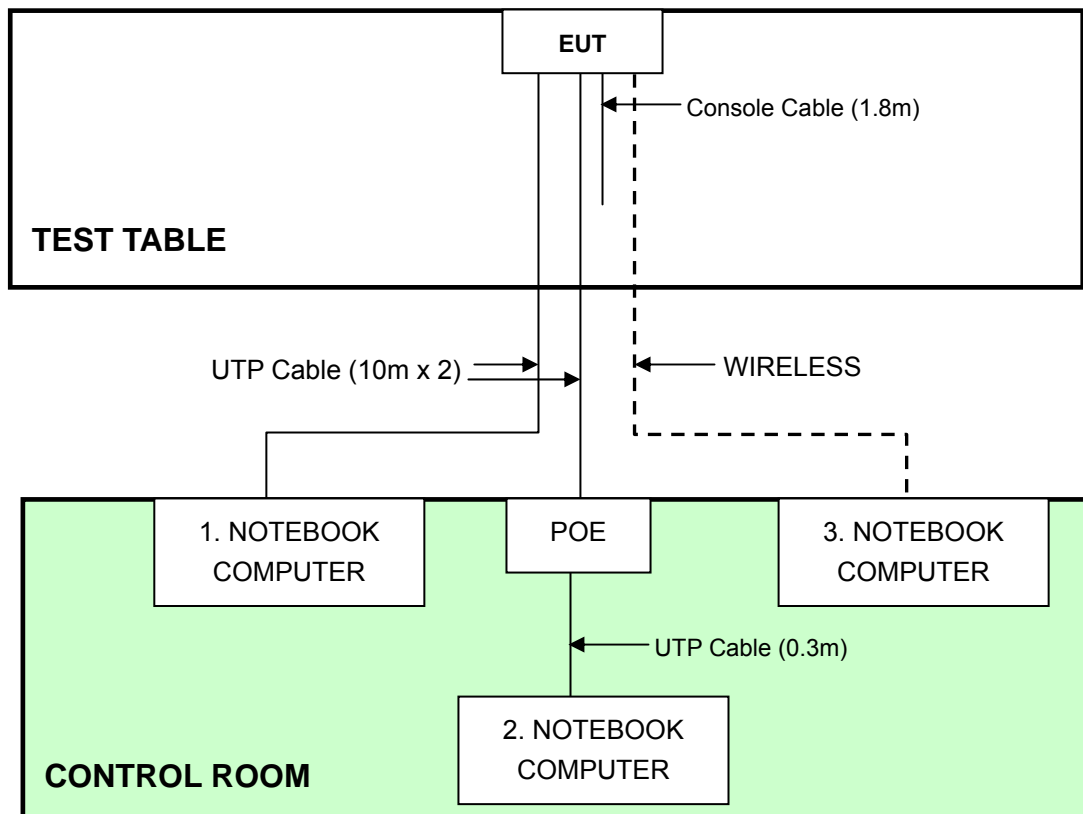 EUT
Console Cable (1.8m)
TEST TABLE
UTP Cable (10m x 2)
WIRELESS
1. NOTEBOOK
COMPUTER
POE
3. NOTEBOOK
COMPUTER
UTP Cable (0.3m)
2. NOTEBOOK
COMPUTER
CONTROL ROOM